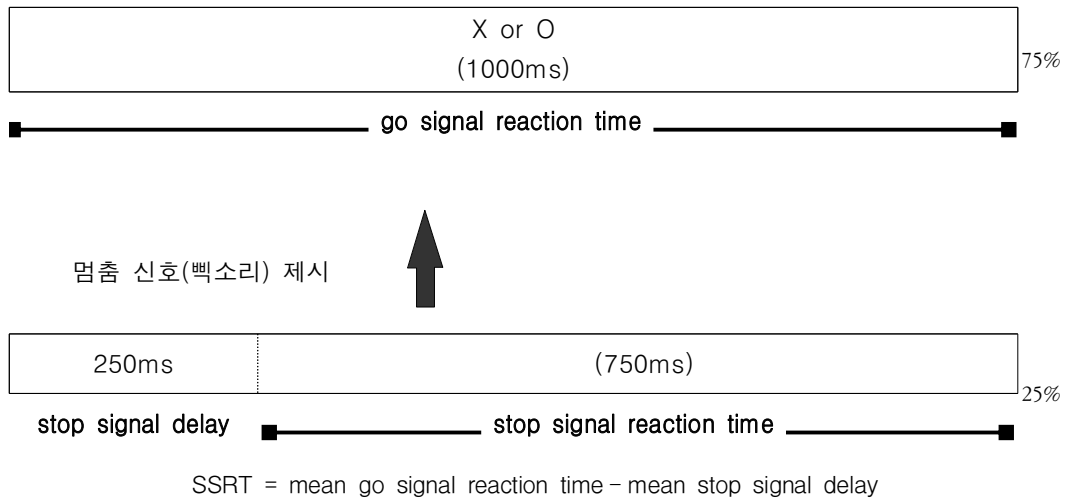 X or O
(1000ms)
75%
go signal reaction time
멈춤 신호(삑소리) 제시
250ms
(750ms)
25%
stop signal delay
stop signal reaction time
SSRT = mean go signal reaction time - mean stop signal delay